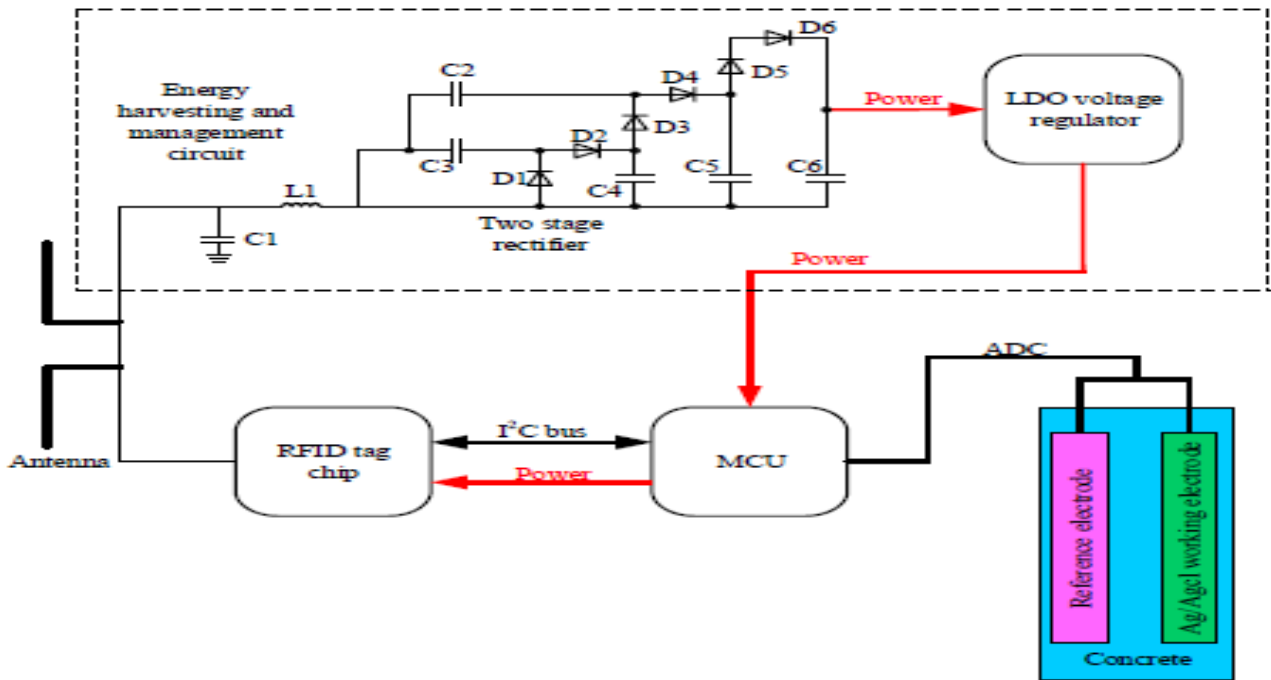 D6
C2
D4
D5
Energy
harvesting and
management
circuit
Power
LDO voltage
regulator
D3
D2
C3
D1
C4
C5
C6
L1
C1
Two stage
rectifier
Power
ADC
Antenna
RFID tag
chip
I²C bus
Power
MCU
Reference electrode
Ag/Agcl working electrode
Concrete